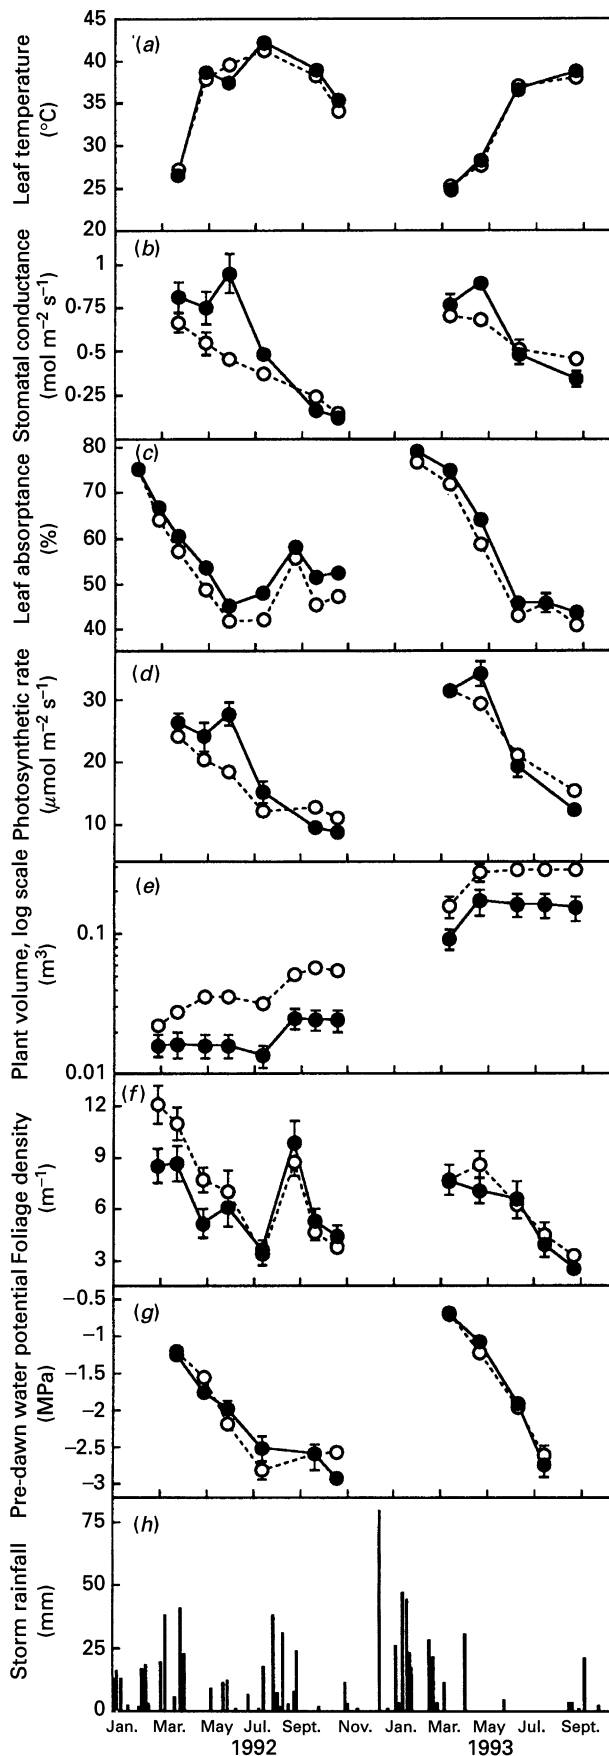 45
(a)
40
35
30
25
20
Leaf temperature
(°C)
(b)
1
0·75
0·5
0·25
Stomatal conductance
(mol m⁻² s⁻¹)
80
(c)
70
60
50
40
Leaf absorptance
(%)
(d)
30
20
10
Photosynthetic rate
(μmol m⁻² s⁻¹)
(e)
0.1
0.01
Plant volume, log scale
(m³)
(f)
12
9
6
3
Foliage density
(m⁻¹)
−0.5
(g)
−1
−1.5
−2
−2.5
−3
Pre-dawn water potential
(MPa)
(h)
75
50
25
0
Storm rainfall
(mm)
Jan. Mar. May Jul. Sept. Nov. Jan. Mar. May Jul. Sept.
1992 1993